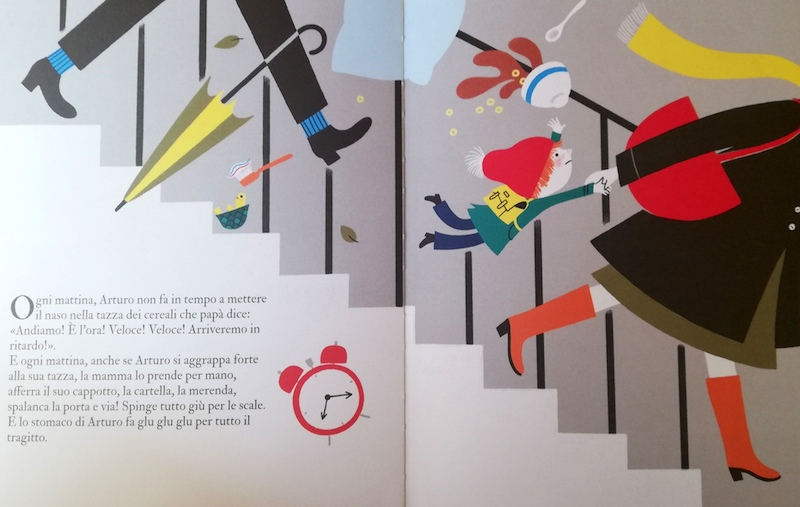 Ogni mattina, Arturo non fa in tempo a mettere
il naso nella tazza dei cereali che papà dice:
«Andiamo! È l'ora! Veloce! Veloce! Arriveremo in
ritardo!».
E ogni mattina, anche se Arturo si aggrappa forte
alla sua tazza, la mamma lo prende per mano,
afferra il suo cappotto, la cartella, la merenda,
spalanca la porta e via! Spinge tutto giù per le scale.
E lo stomaco di Arturo fa glu glu glu per tutto il
tragitto.